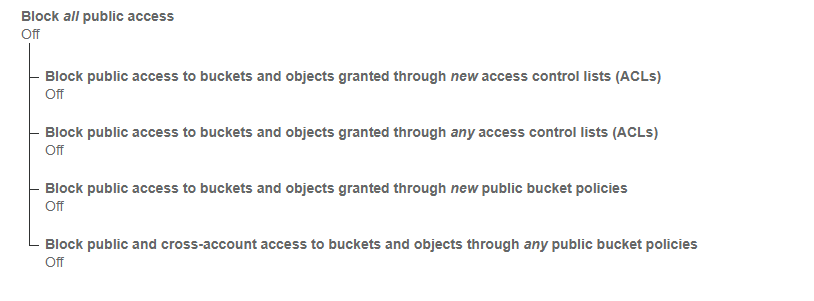 Block all public access
Off
Block public access to buckets and objects granted through new access control lists (ACLs)
Off
Block public access to buckets and objects granted through any access control lists (ACLs)
Off
Block public access to buckets and objects granted through new public bucket policies
Off
Block public and cross-account access to buckets and objects through any public bucket policies
Off